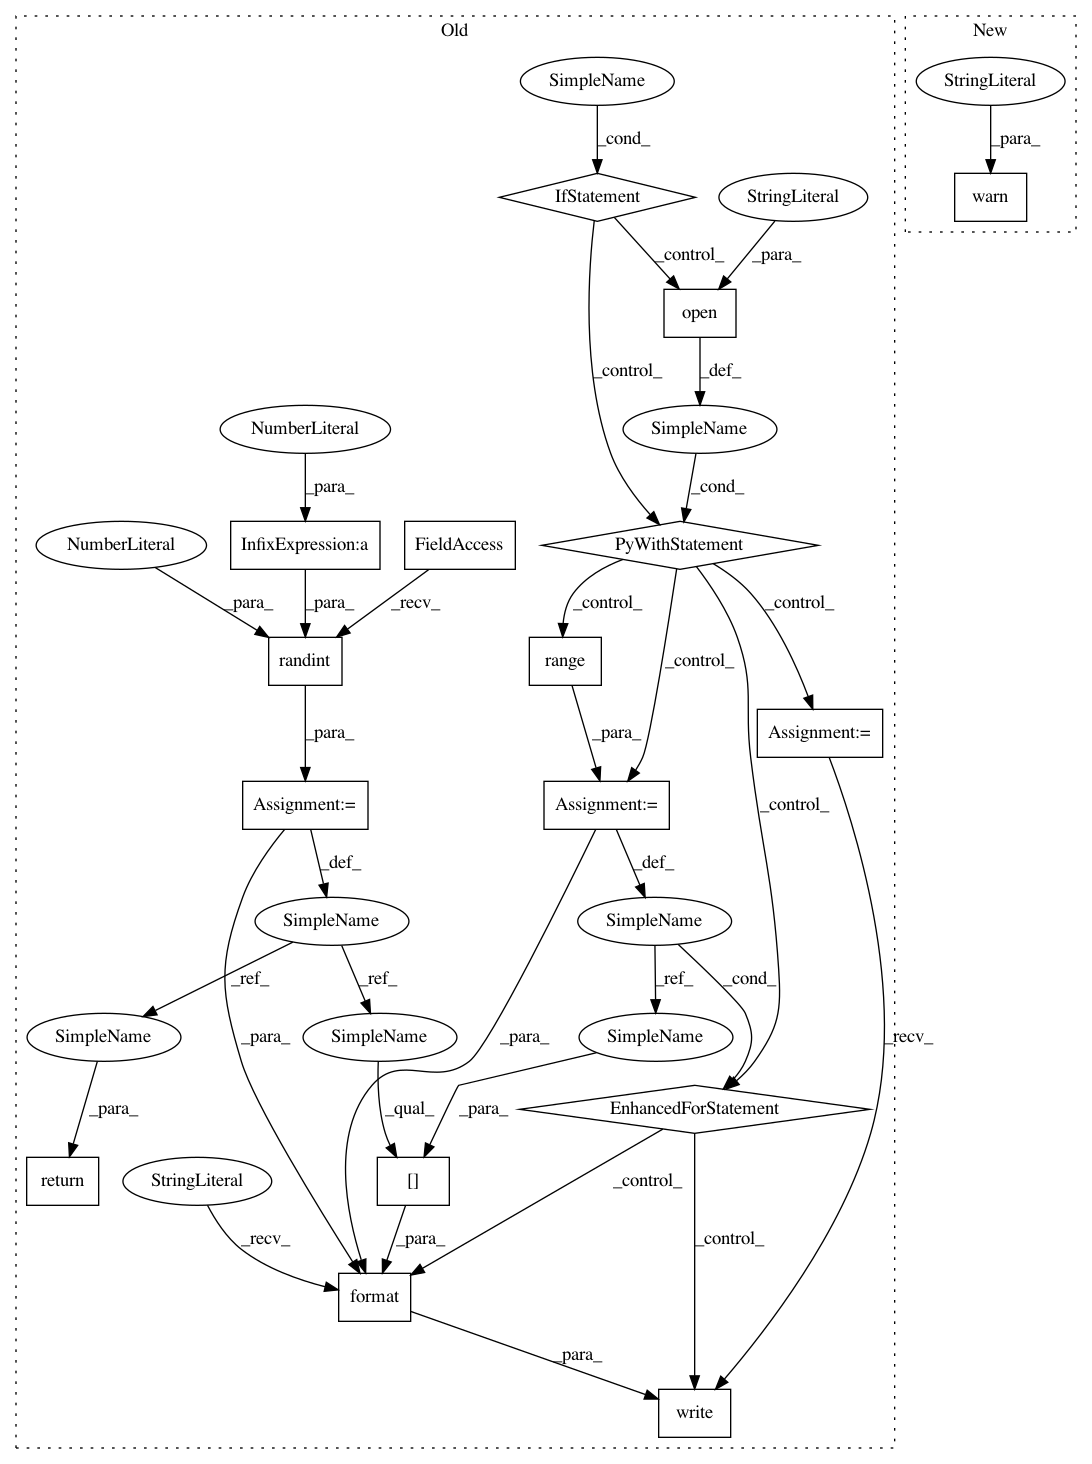 Old
New
SimpleName
StringLiteral
_cond_
_para_
IfStatement
StringLiteral
warn
_control_
_para_
open
_control_
_def_
NumberLiteral
SimpleName
_para_
_cond_
NumberLiteral
InfixExpression:a
FieldAccess
PyWithStatement
_para_
_para_
_recv_
_control_
_control_
randint
range
_control_
_para_
_para_
Assignment:=
Assignment:=
Assignment:=
_control_
_def_
_def_
SimpleName
SimpleName
_ref_
_ref_
_ref_
_cond_
SimpleName
_para_
SimpleName
_para_
SimpleName
_recv_
_para_
_qual_
_para_
EnhancedForStatement
return
StringLiteral
[]
_control_
_recv_
_para_
_control_
format
_para_
write